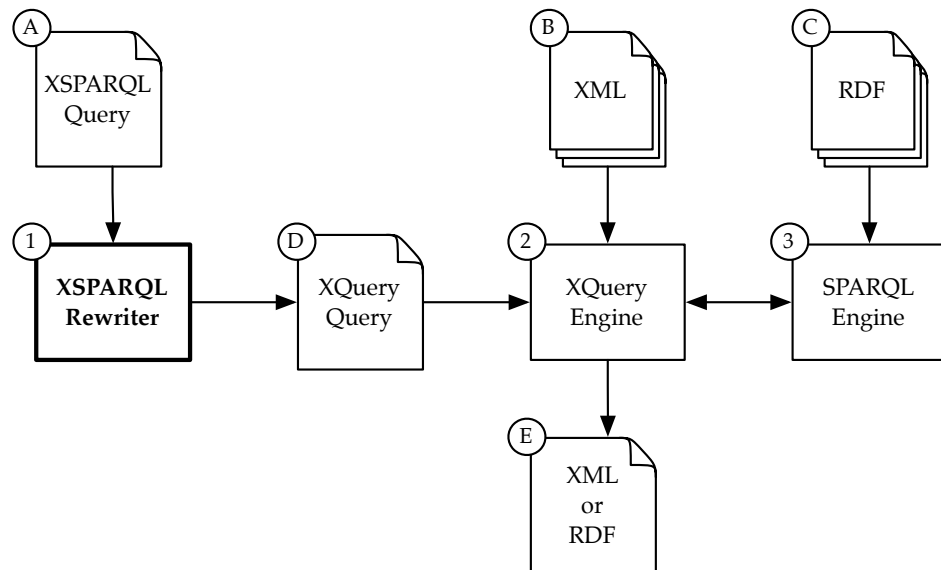 A
XSPARQL
Query
B
XML
C
RDF
1
XSPARQL
Rewriter
D
XQuery
Query
2
XQuery
Engine
3
SPARQL
Engine
E
XML
or
RDF